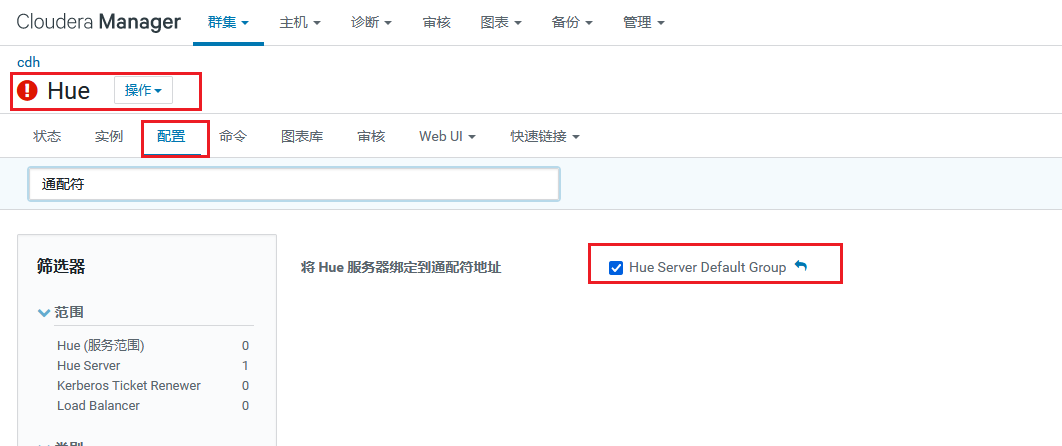 Cloudera Manager 群集 主机 诊断 审核 图表 备份 管理
cdh
Hue 操作
状态 实例 配置 命令 图表库 审核 Web UI 快速链接
通配符
筛选器
将 Hue 服务器绑定到通配符地址 Hue Server Default Group
范围
Hue (服务范围) 0
Hue Server 1
Kerberos Ticket Renewer 0
Load Balancer 0